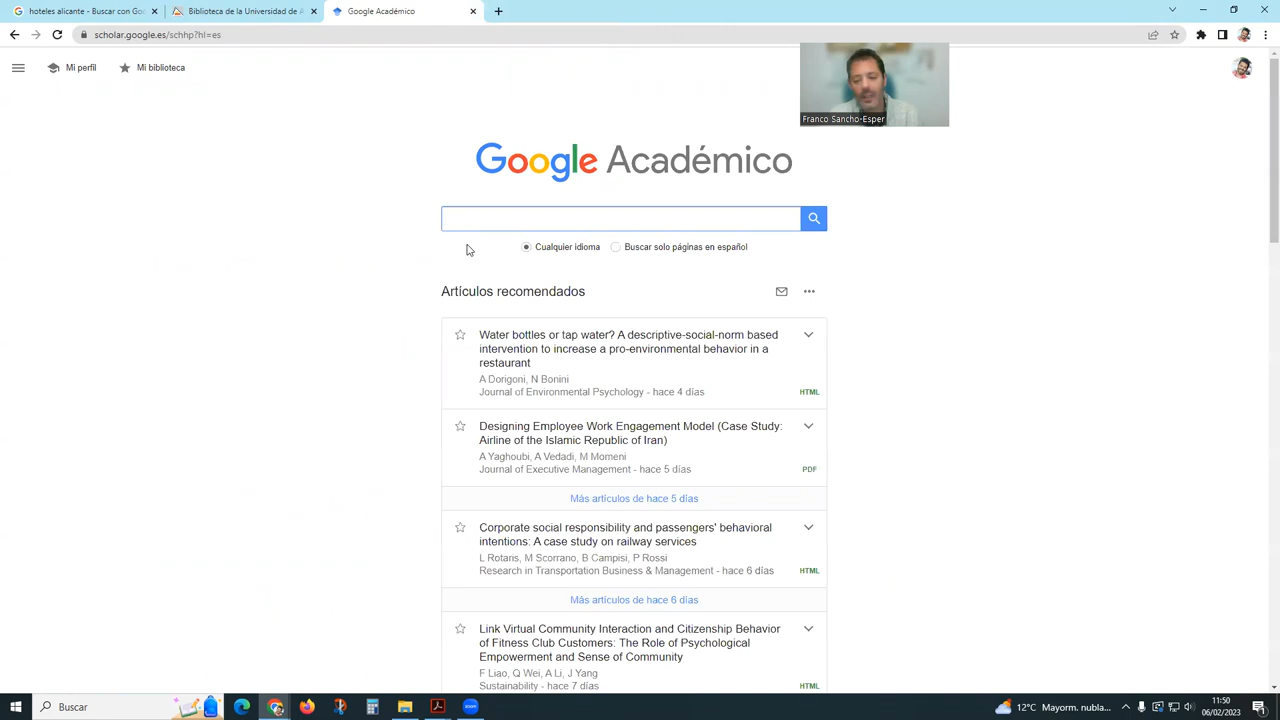 hoteles alicante - Buscar con Goo
Biblioteca de la Universidad de A
Google Académico
scholar.google.es/schhp?hl=es
Mi perfil
Mi biblioteca
Franco Sancho-Esper
Google Académico
Cualquier idioma
Buscar solo páginas en español
Artículos recomendados
Water bottles or tap water? A descriptive-social-norm based
intervention to increase a pro-environmental behavior in a
restaurant
A Dorigoni, N Bonini
Journal of Environmental Psychology - hace 4 días
HTML
Designing Employee Work Engagement Model (Case Study:
Airline of the Islamic Republic of Iran)
A Yaghoubi, A Vedadi, M Momeni
Journal of Executive Management - hace 5 días
PDF
Más artículos de hace 5 días
Corporate social responsibility and passengers' behavioral
intentions: A case study on railway services
L Rotaris, M Scorrano, B Campisi, P Rossi
Research in Transportation Business & Management - hace 6 días
HTML
Más artículos de hace 6 días
Link Virtual Community Interaction and Citizenship Behavior
of Fitness Club Customers: The Role of Psychological
Empowerment and Sense of Community
F Liao, Q Wei, A Li, J Yang
Sustainability - hace 7 días
HTML
Buscar
12°C Mayorm. nubla...
11:50
06/02/2023